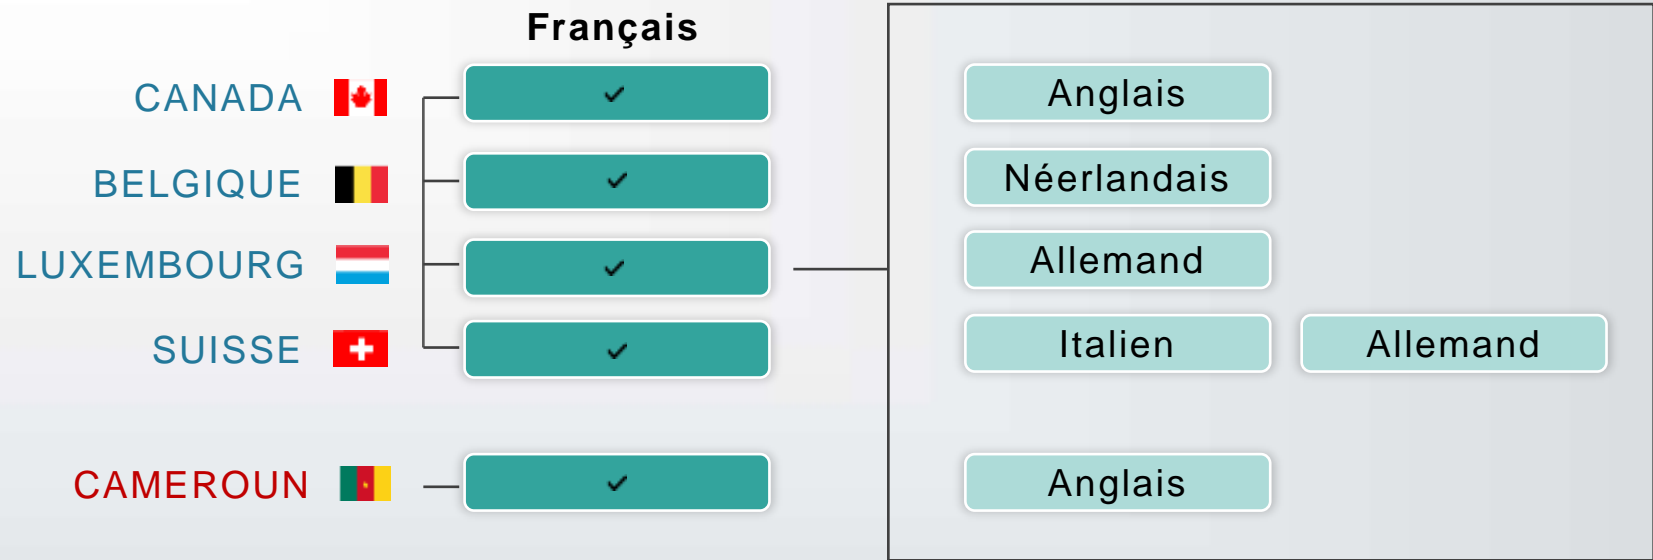 Français
CANADA ✓ Anglais
BELGIQUE ✓ Néerlandais
LUXEMBOURG ✓ Allemand
SUISSE ✓ Italien Allemand
CAMEROUN ✓ Anglais